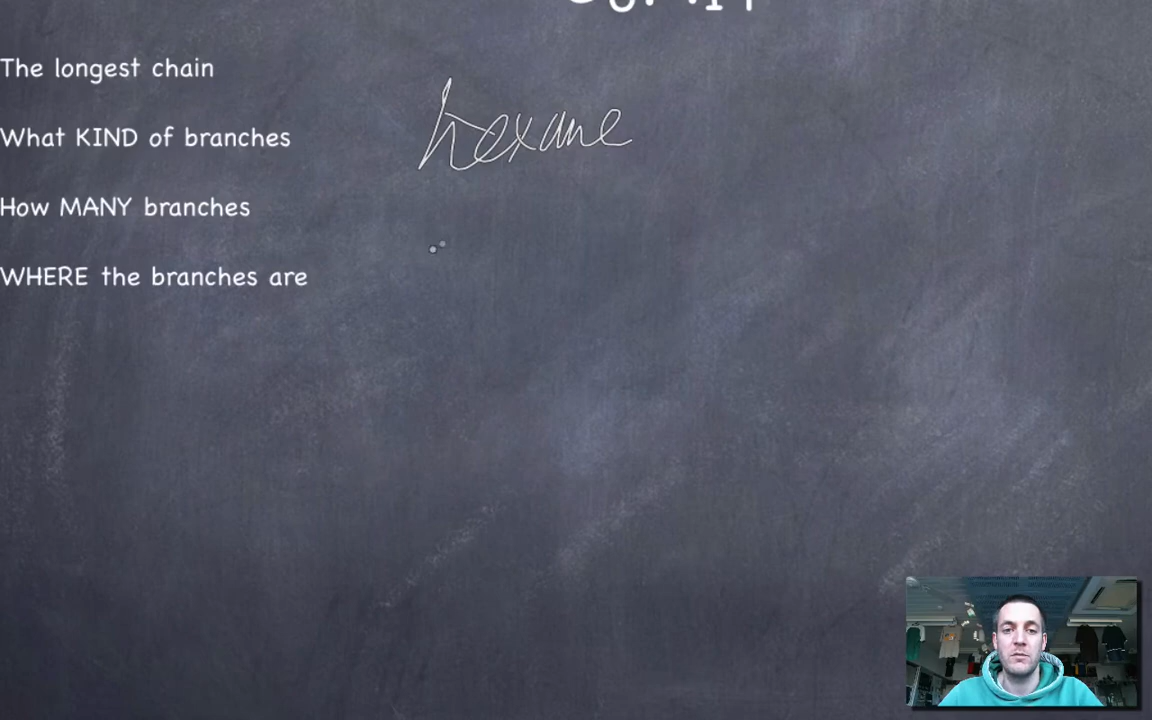 The longest chain
hexane
What KIND of branches
How MANY branches
WHERE the branches are